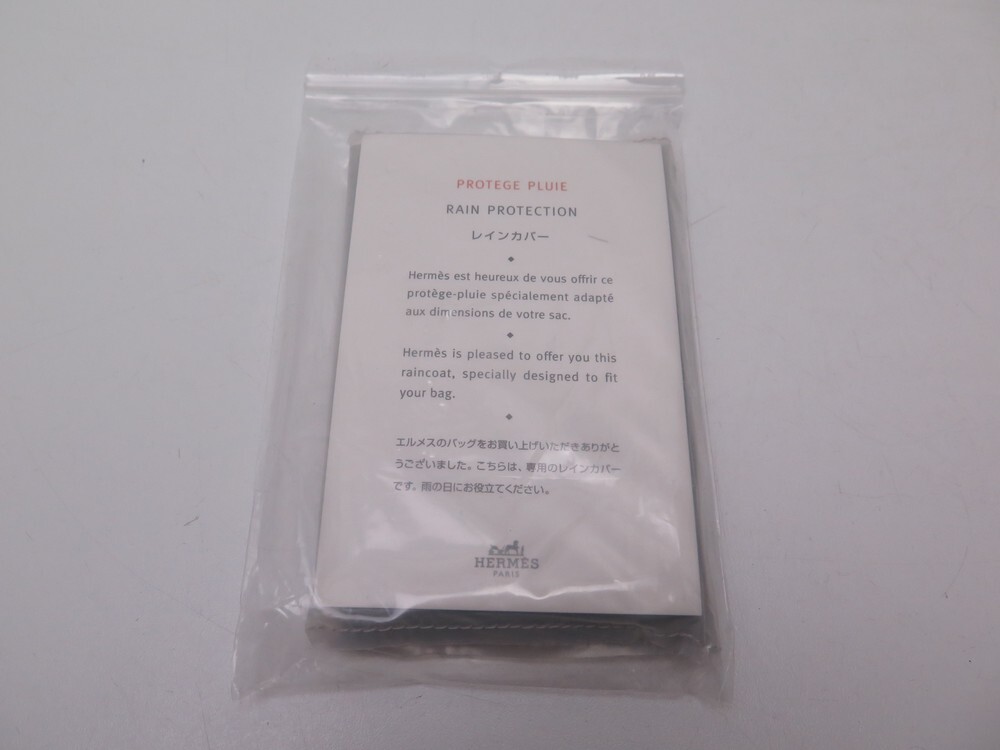 PROTEGE PLUIE
RAIN PROTECTION
レインカバー
Hermès est heureux de vous offrir ce
protège-pluie spécialement adapté
aux dimensions de votre sac.
Hermès is pleased to offer you this
raincoat, specially designed to fit
your bag.
エルメスのバッグをお買い上げいただきありがと
うございました。こちらは、専用のレインカバー
です。雨の日にお役立てください。
HERMÈS
PARIS